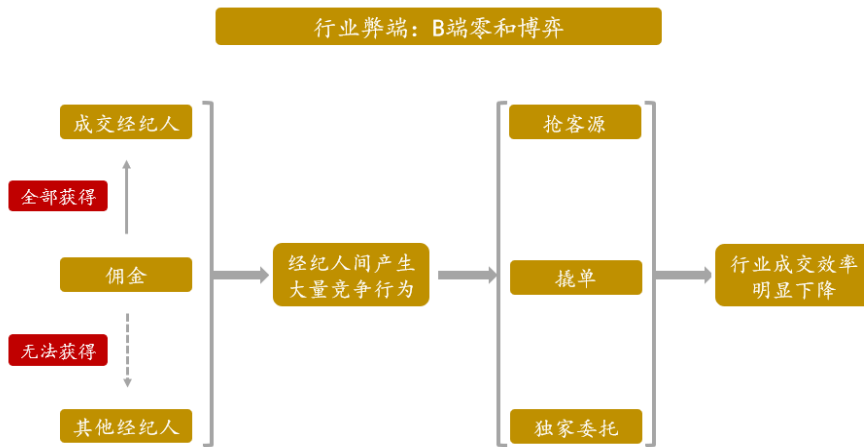 行业弊端：B端零和博弈
成交经纪人
全部获得
佣金
无法获得
其他经纪人
经纪人间产生
大量竞争行为
抢客源
撬单
独家委托
行业成交效率
明显下降